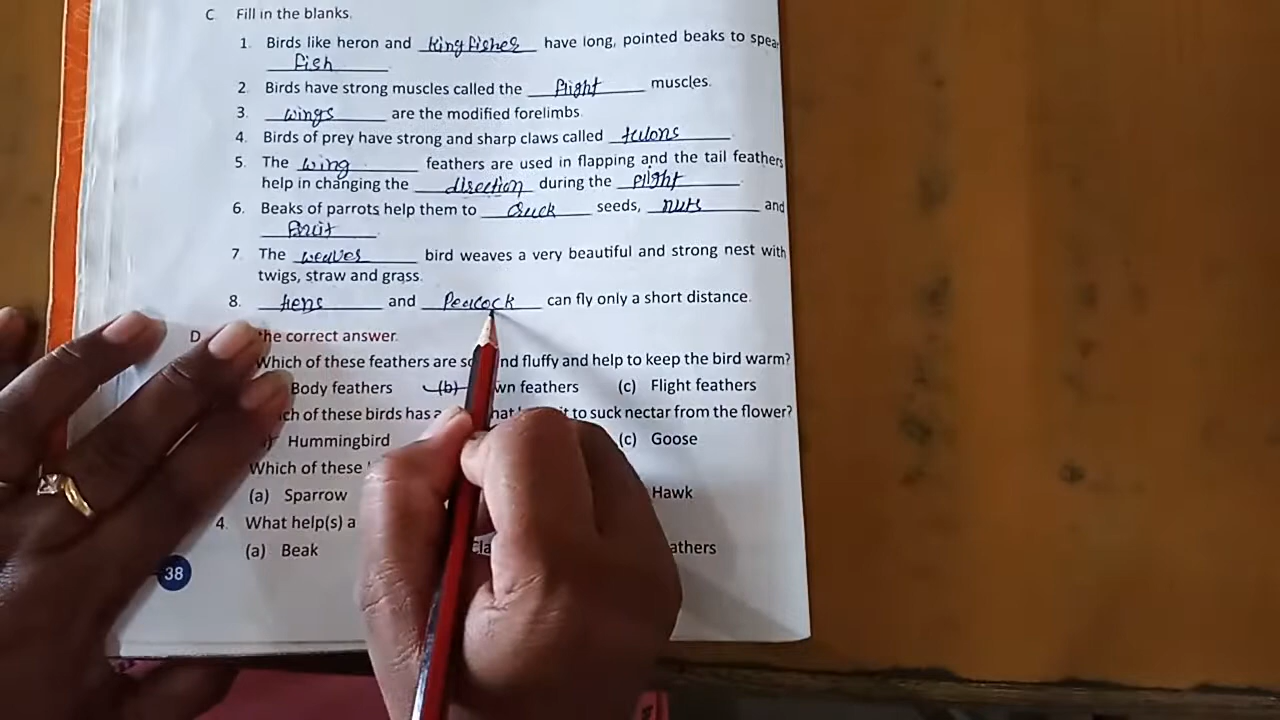 C. Fill in the blanks.
1. Birds like heron and kingfisher have long, pointed beaks to spear
fish
2. Birds have strong muscles called the flight muscles.
3. wings are the modified forelimbs
4. Birds of prey have strong and sharp claws called talons.
5. The wing feathers are used in flapping and the tail feathers
help in changing the direction during the flight.
6. Beaks of parrots help them to suck seeds, nuts and
fruit.
7. The weaver bird weaves a very beautiful and strong nest with
twigs, straw and grass.
8. hens and Peacock can fly only a short distance.
D. the correct answer.
Which of these feathers are so nd fluffy and help to keep the bird warm?
Body feathers (b) wn feathers (c) Flight feathers
ch of these birds has a hat it to suck nectar from the flower?
Hummingbird (c) Goose
Which of these
(a) Sparrow Hawk
4. What help(s) a
(a) Beak Cla athers
38